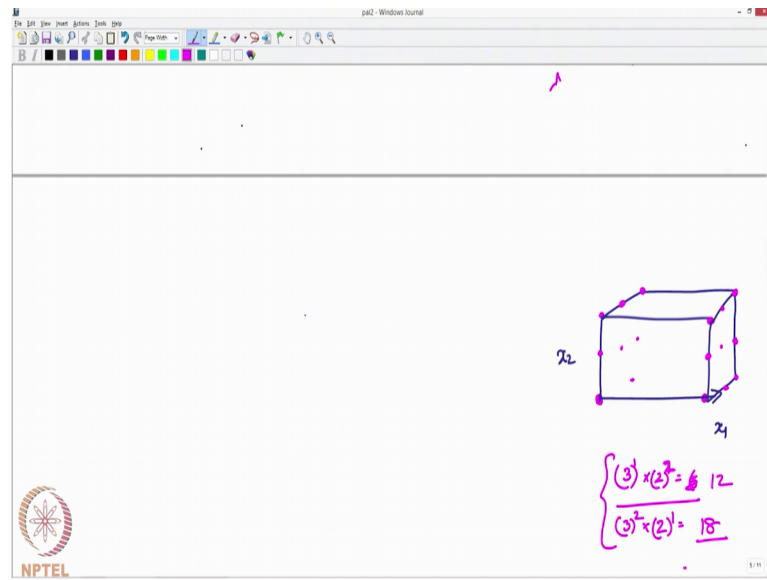 pal2 - Windows Journal
File Edit View Insert Actions Tools Help
Page Width
B I
x2
x1
(3)^1 × (2)^2 = 12
(3)^2 × (2)^1 = 18
NPTEL
5 / 11